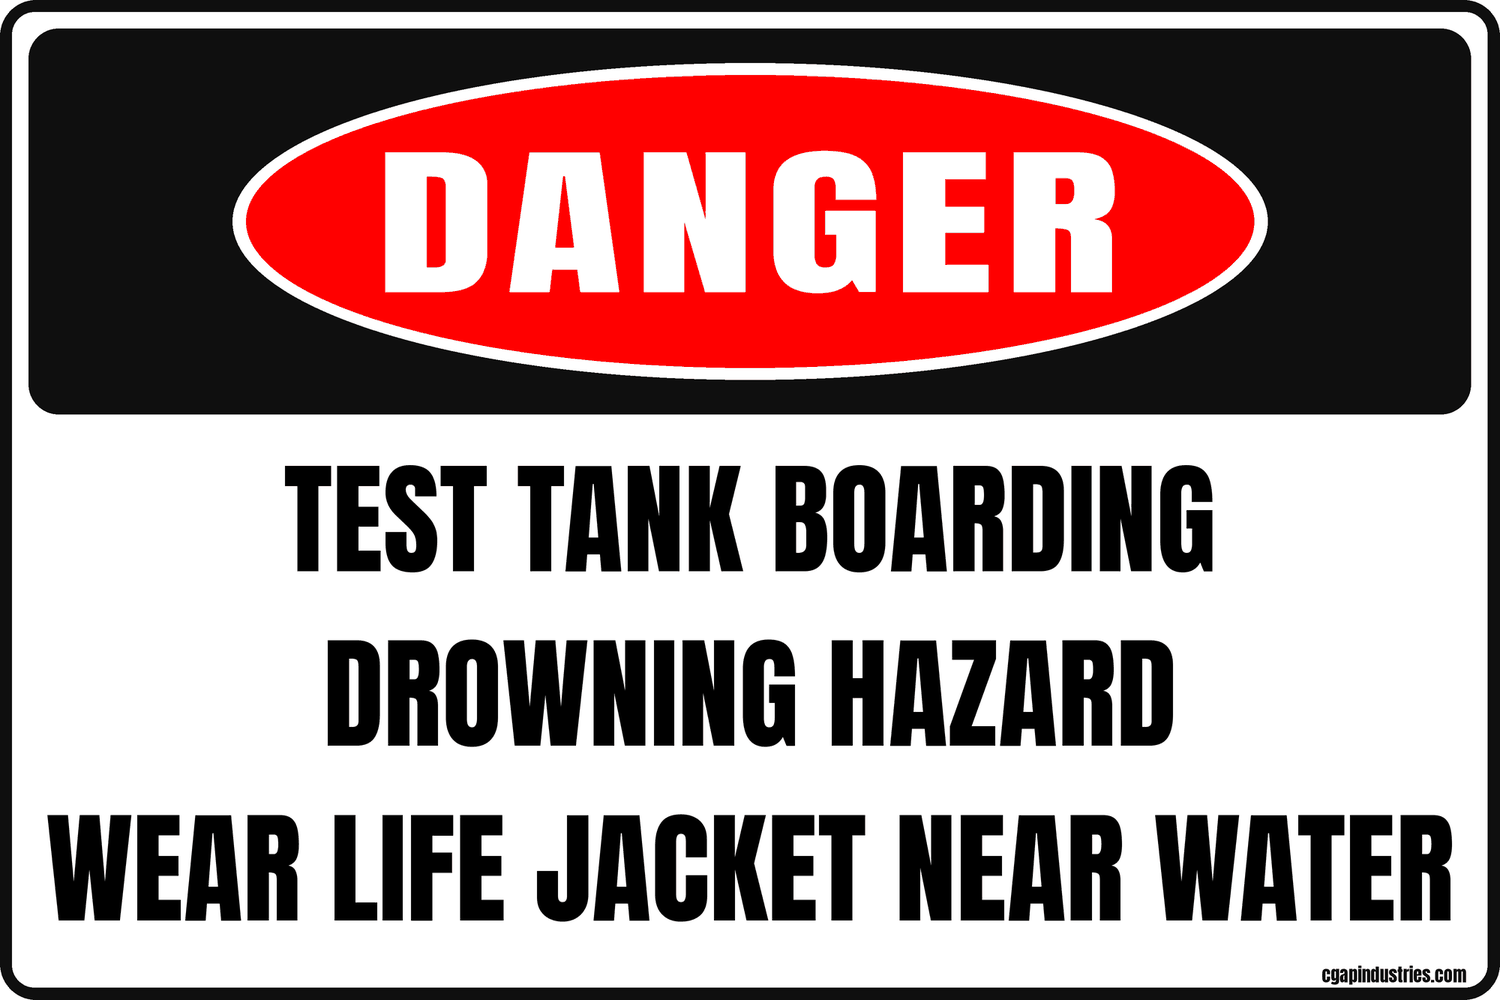 DANGER
TEST TANK BOARDING
DROWNING HAZARD
WEAR LIFE JACKET NEAR WATER
cgapindustries.com